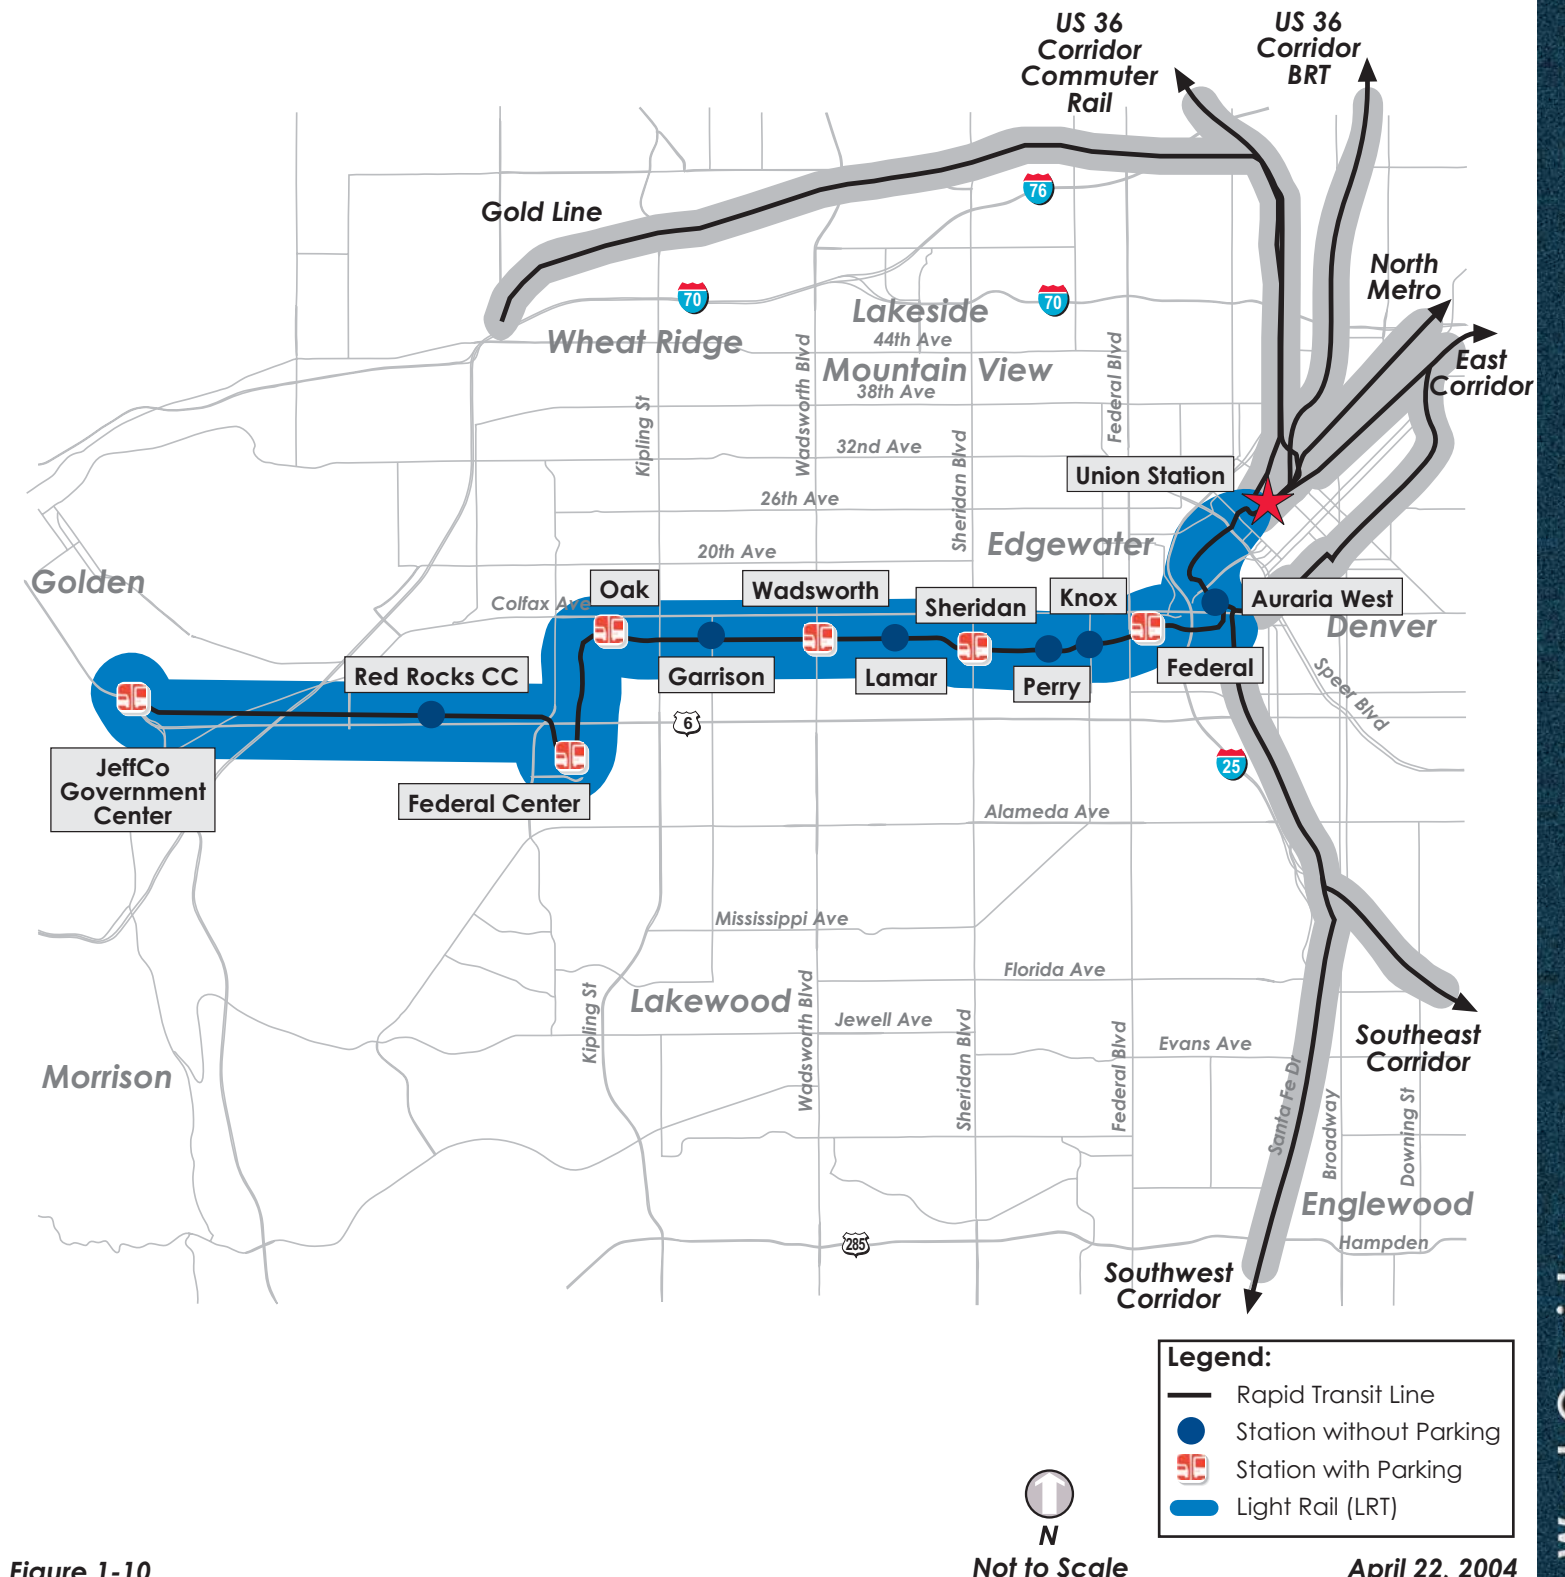 US 36
Corridor
Commuter
Rail
US 36
Corridor
BRT
Gold Line
76
North
Metro
70
70
Lakeside
Wheat Ridge
44th Ave
East
Corridor
Mountain View
38th Ave
Kipling St
Wadsworth Blvd
Federal Blvd
32nd Ave
Sheridan Blvd
Union Station
26th Ave
20th Ave
Edgewater
Golden
Colfax Ave
Oak
Wadsworth
Sheridan
Knox
Auraria West
Denver
Red Rocks CC
Garrison
Lamar
Perry
Federal
Speer Blvd
6
25
JeffCo
Government
Center
Federal Center
Alameda Ave
Mississippi Ave
Florida Ave
Lakewood
Kipling St
Wadsworth Blvd
Jewell Ave
Sheridan Blvd
Federal Blvd
Evans Ave
Southeast
Corridor
Morrison
Santa Fe Dr
Broadway
Downing St
Englewood
Hampden
285
Southwest
Corridor
Legend:
Rapid Transit Line
Station without Parking
Station with Parking
Light Rail (LRT)
N
Not to Scale
Figure 1-10
April 22, 2004